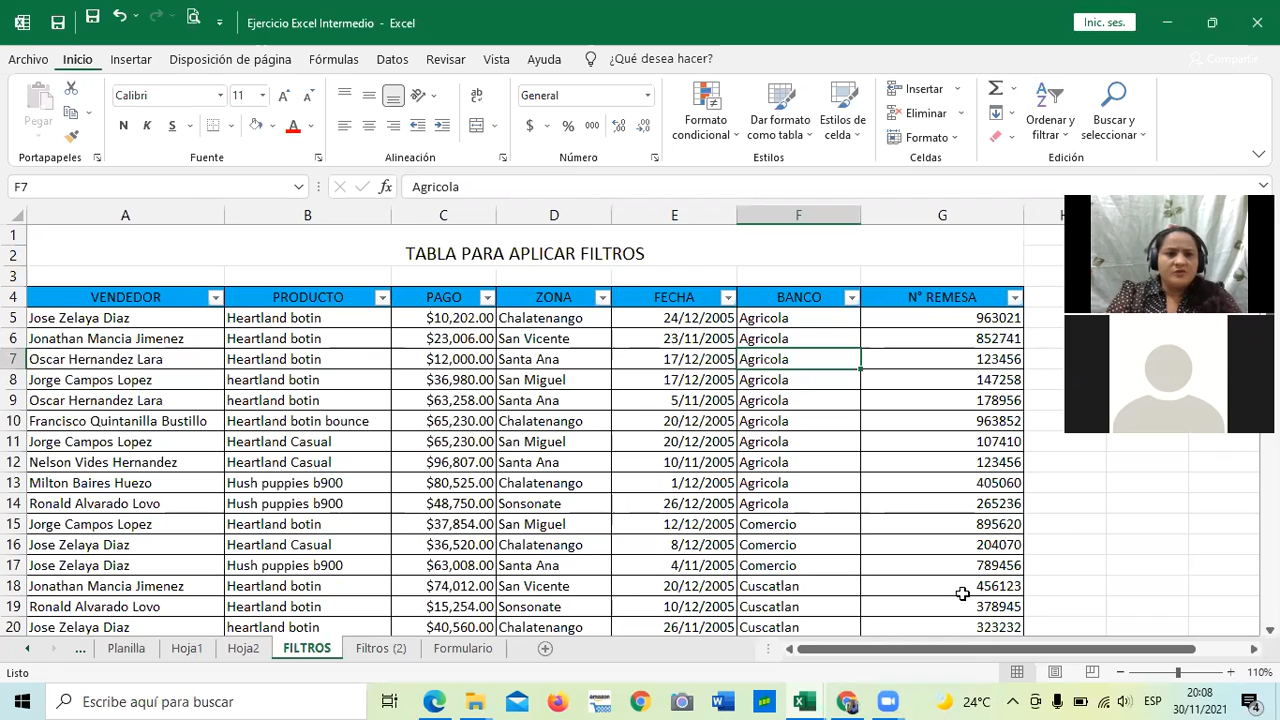 Ejercicio Excel Intermedio - Excel
Inic. ses.
Archivo Inicio Insertar Disposición de página Fórmulas Datos Revisar Vista Ayuda ¿Qué desea hacer? Compartir
Pegar
Calibri 11
N K S
General
$ % 000
Formato condicional
Dar formato como tabla
Estilos de celda
Insertar
Eliminar
Formato
Ordenar y filtrar
Buscar y seleccionar
Portapapeles Fuente Alineación Número Estilos Celdas Edición
F7 fx Agricola
A B C D E F G
1
2 TABLA PARA APLICAR FILTROS
3
4 VENDEDOR PRODUCTO PAGO ZONA FECHA BANCO N° REMESA
5 Jose Zelaya Diaz Heartland botin $10,202.00 Chalatenango 24/12/2005 Agricola 963021
6 Jonathan Mancia Jimenez Heartland botin $23,006.00 San Vicente 23/11/2005 Agricola 852741
7 Oscar Hernandez Lara Heartland botin $12,000.00 Santa Ana 17/12/2005 Agricola 123456
8 Jorge Campos Lopez heartland botin $36,980.00 San Miguel 17/12/2005 Agricola 147258
9 Oscar Hernandez Lara heartland botin $63,258.00 Santa Ana 5/11/2005 Agricola 178956
10 Francisco Quintanilla Bustillo Heartland botin bounce $65,230.00 Chalatenango 20/12/2005 Agricola 963852
11 Jorge Campos Lopez Heartland Casual $65,230.00 San Miguel 20/12/2005 Agricola 107410
12 Nelson Vides Hernandez Heartland Casual $96,807.00 Santa Ana 10/11/2005 Agricola 123456
13 Milton Baires Huezo Hush puppies b900 $80,525.00 Chalatenango 1/12/2005 Agricola 405060
14 Ronald Alvarado Lovo Hush puppies b900 $48,750.00 Sonsonate 26/12/2005 Agricola 265236
15 Jorge Campos Lopez Heartland botin $37,854.00 San Miguel 12/12/2005 Comercio 895620
16 Jose Zelaya Diaz Heartland Casual $36,520.00 Chalatenango 8/12/2005 Comercio 204070
17 Jose Zelaya Diaz Hush puppies b900 $63,008.00 Santa Ana 4/11/2005 Comercio 789456
18 Jonathan Mancia Jimenez Heartland botin $74,012.00 San Vicente 20/12/2005 Cuscatlan 456123
19 Ronald Alvarado Lovo Heartland botin $15,254.00 Sonsonate 10/12/2005 Cuscatlan 378945
20 Jose Zelaya Diaz heartland botin $40,560.00 Chalatenango 26/11/2005 Cuscatlan 323232
... Planilla Hoja1 Hoja2 FILTROS Filtros (2) Formulario
Listo 110%
Escribe aquí para buscar 24°C ESP 20:08
30/11/2021 4